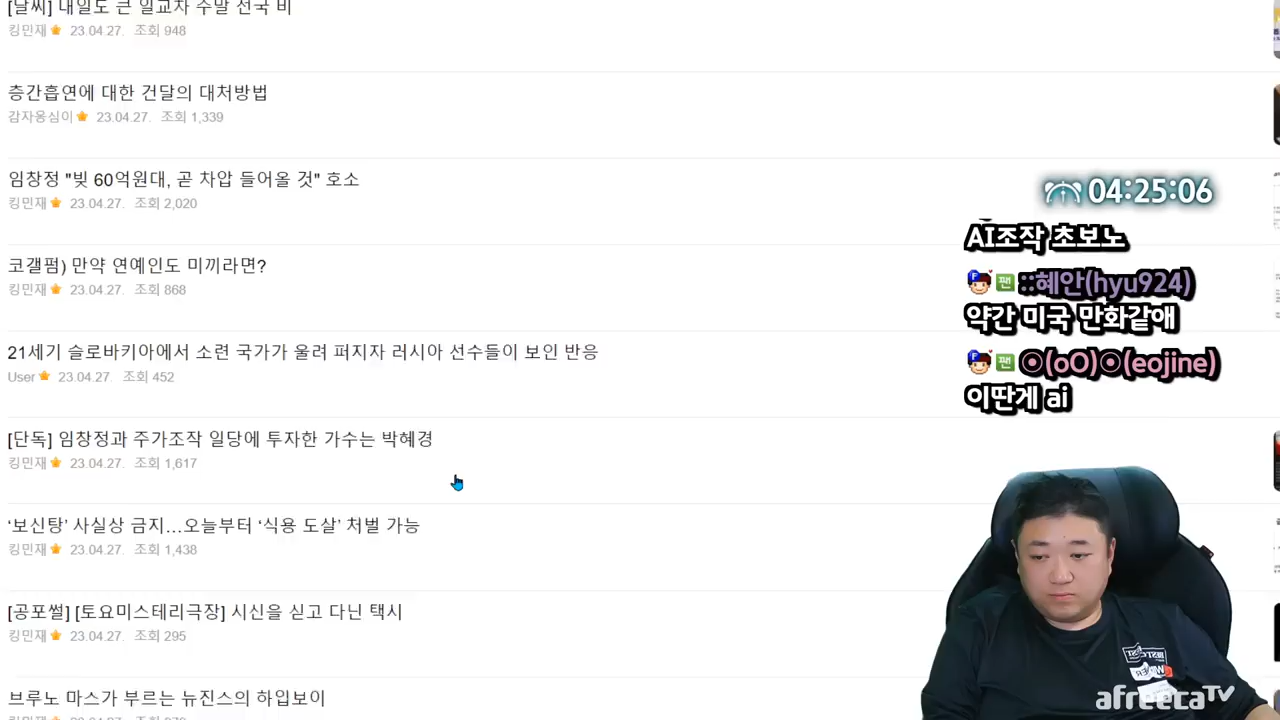 [날씨] 내일도 큰 일교차 주말 전국 비
킹민재 23.04.27. 조회 948
층간흡연에 대한 건달의 대처방법
감자옹심이 23.04.27. 조회 1,339
임창정 "빚 60억원대, 곧 차압 들어올 것" 호소
킹민재 23.04.27. 조회 2,020
코갤펌) 만약 연예인도 미끼라면?
킹민재 23.04.27. 조회 868
21세기 슬로바키아에서 소련 국가가 울려 퍼지자 러시아 선수들이 보인 반응
User 23.04.27. 조회 452
[단독] 임창정과 주가조작 일당에 투자한 가수는 박혜경
킹민재 23.04.27. 조회 1,617
‘보신탕’ 사실상 금지…오늘부터 ‘식용 도살’ 처벌 가능
킹민재 23.04.27. 조회 1,438
[공포썰] [토요미스테리극장] 시신을 싣고 다닌 택시
킹민재 23.04.27. 조회 295
브루노 마스가 부르는 뉴진스의 하입보이
04:25:06
AI조작 초보노
팬 ::혜안(hyu924)
약간 미국 만화같애
팬 ⊙(oO)⊙(eojine)
이딴게 ai
afreecaTV